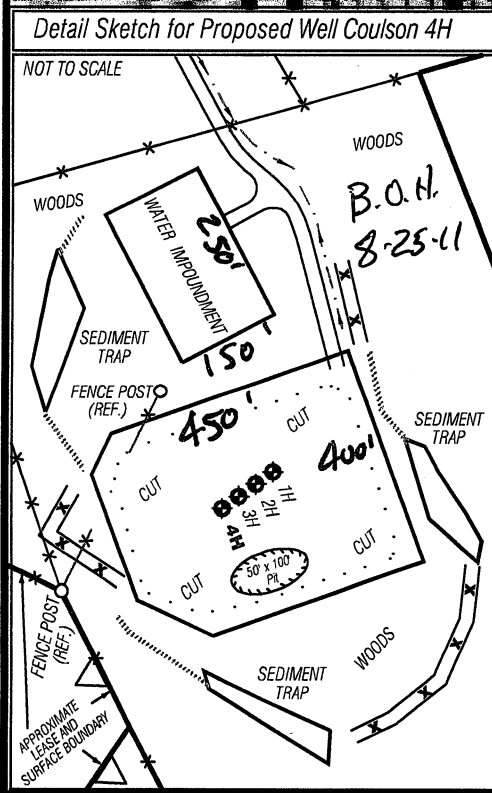 Detail Sketch for Proposed Well Coulson 4H
NOT TO SCALE
WOODS
B.O.H.
8-25-11
WOODS
WATER IMPOUNDMENT
250'
150'
SEDIMENT
TRAP
FENCE POST
(REF.)
450'
CUT
400'
SEDIMENT
TRAP
CUT
1H
2H
3H
4H
50' x 100'
Pit
CUT
CUT
FENCE POST
(REF.)
WOODS
SEDIMENT
TRAP
APPROXIMATE
LEASE AND
SURFACE BOUNDARY